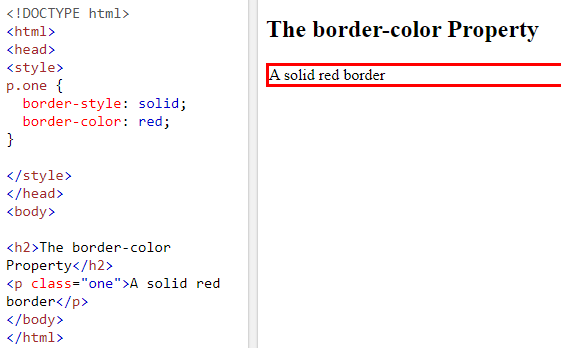 <!DOCTYPE html>
<html>
<head>
<style>
p.one {
  border-style: solid;
  border-color: red;
}

</style>
</head>
<body>

<h2>The border-color
Property</h2>
<p class="one">A solid red
border</p>
</body>
</html>
The border-color Property
A solid red border